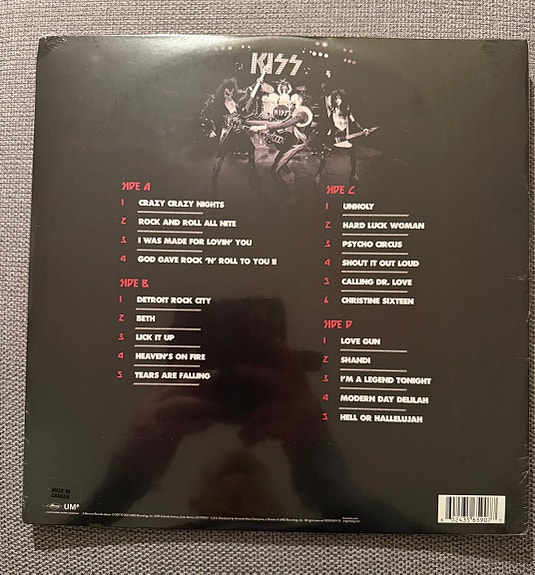 KISS
KISS
SIDE A
1 CRAZY CRAZY NIGHTS
2 ROCK AND ROLL ALL NITE
3 I WAS MADE FOR LOVIN' YOU
4 GOD GAVE ROCK 'N' ROLL TO YOU II
SIDE B
1 DETROIT ROCK CITY
2 BETH
3 LICK IT UP
4 HEAVEN'S ON FIRE
5 TEARS ARE FALLING
SIDE C
1 UNHOLY
2 HARD LUCK WOMAN
3 PSYCHO CIRCUS
4 SHOUT IT OUT LOUD
5 CALLING DR. LOVE
6 CHRISTINE SIXTEEN
SIDE D
1 LOVE GUN
2 SHANDI
3 I'M A LEGEND TONIGHT
4 MODERN DAY DELILAH
5 HELL OR HALLELUJAH
MADE IN
CANADA
UMe
6 02435 65907